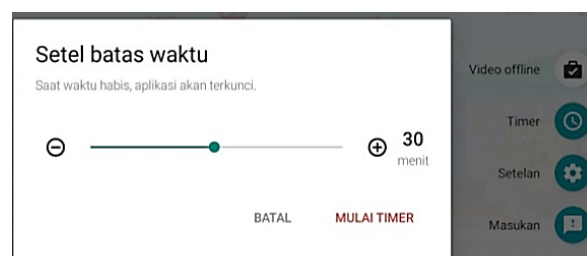 Setel batas waktu
Saat waktu habis, aplikasi akan terkunci.
30
menit
BATAL
MULAI TIMER
Video offline
Timer
Setelan
Masukan